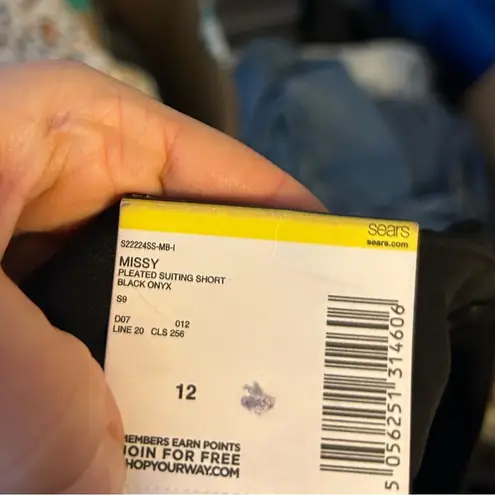 sears
sears.com
S22224SS-MB-I
MISSY
PLEATED SUITING SHORT
BLACK ONYX
S9
D07 012
LINE 20 CLS 256
12
MEMBERS EARN POINTS
JOIN FOR FREE
SHOPYOURWAY.COM
5 056251 314606